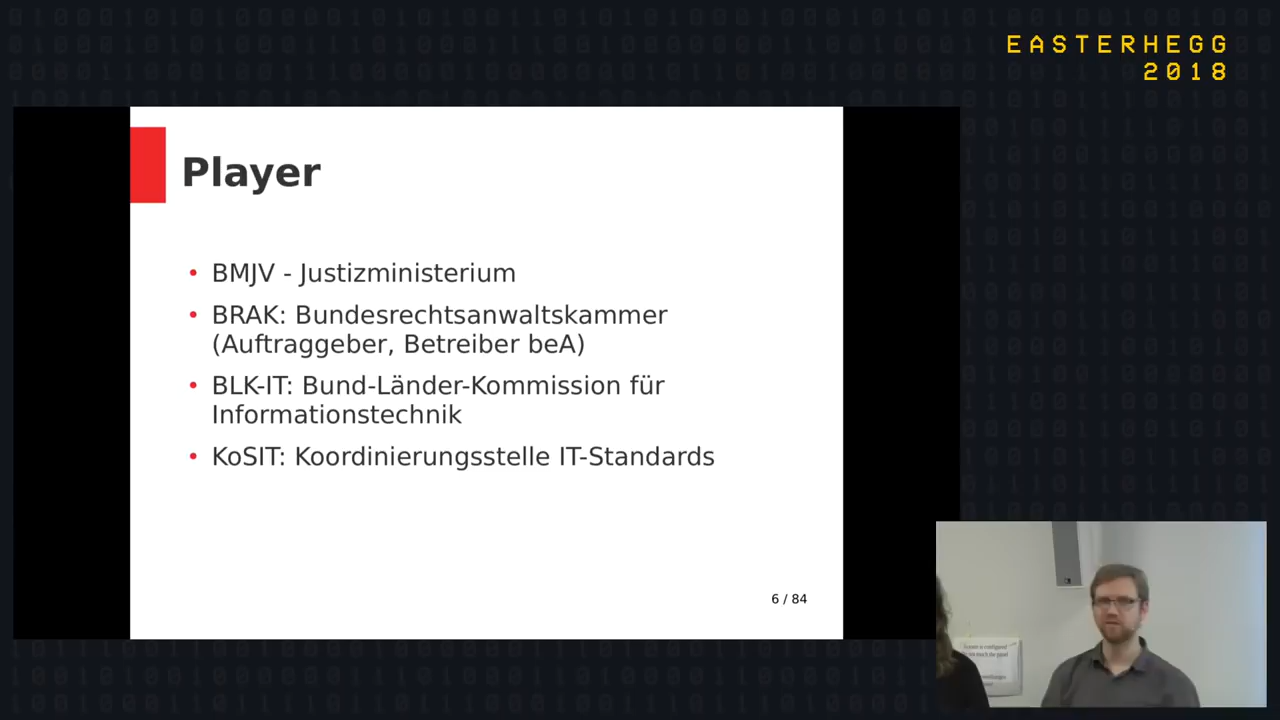 EASTERHEGG
2018
Player
• BMJV - Justizministerium
• BRAK: Bundesrechtsanwaltskammer
(Auftraggeber, Betreiber beA)
• BLK-IT: Bund-Länder-Kommission für
Informationstechnik
• KoSIT: Koordinierungsstelle IT-Standards
6 / 84